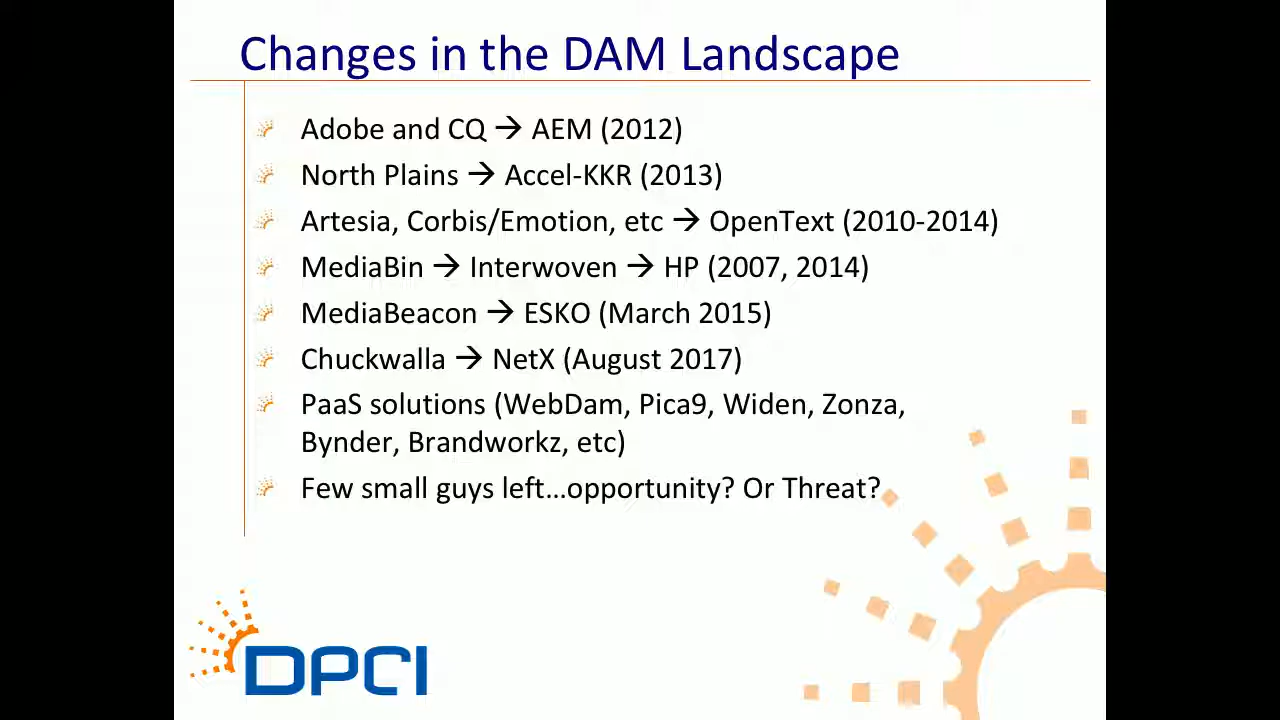 Changes in the DAM Landscape
Adobe and CQ → AEM (2012)
North Plains → Accel-KKR (2013)
Artesia, Corbis/Emotion, etc → OpenText (2010-2014)
MediaBin → Interwoven → HP (2007, 2014)
MediaBeacon → ESKO (March 2015)
Chuckwalla → NetX (August 2017)
PaaS solutions (WebDam, Pica9, Widen, Zonza,
Bynder, Brandworkz, etc)
Few small guys left...opportunity? Or Threat?
DPCI